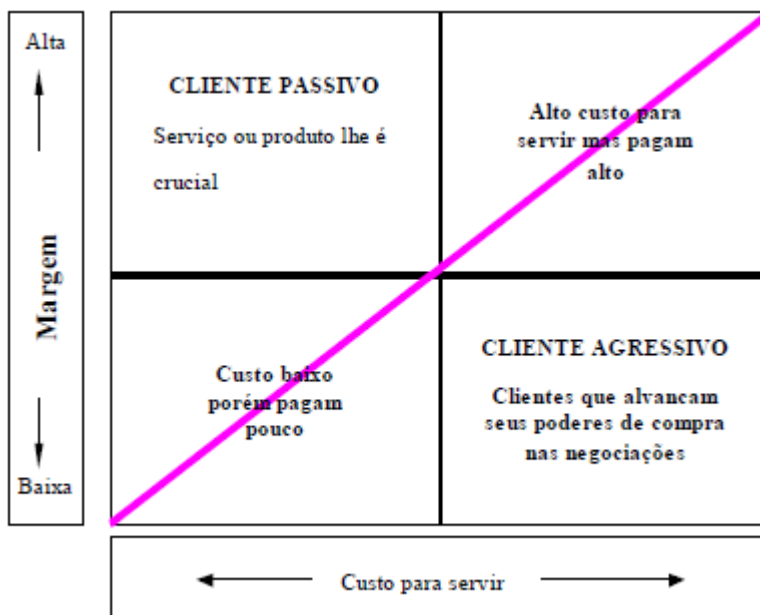 Alta
Margem
Baixa
CLIENTE PASSIVO
Serviço ou produto lhe é
crucial
Alto custo para
servir mas pagam
alto
Custo baixo
porém pagam
pouco
CLIENTE AGRESSIVO
Clientes que alvancam
seus poderes de compra
nas negociações
Custo para servir